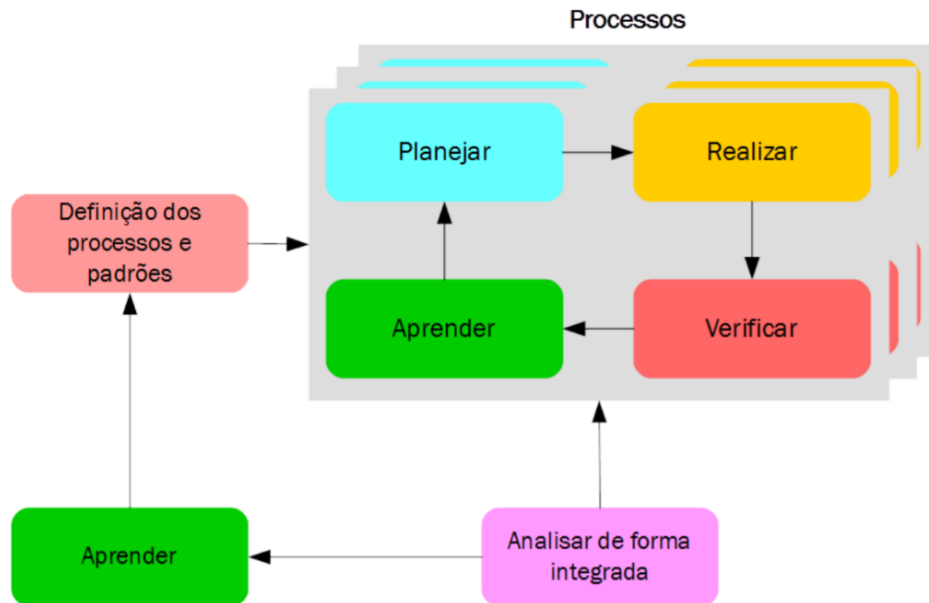 Processos
Planejar
Realizar
Definição dos
processos e
padrões
Aprender
Verificar
Aprender
Analisar de forma
integrada